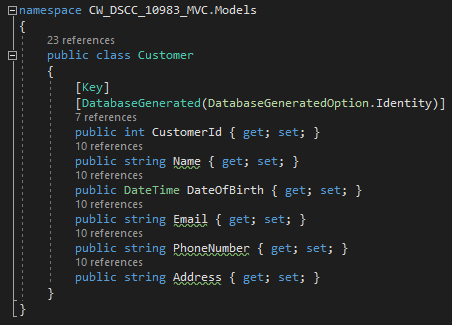 namespace CW_DSCC_10983_MVC.Models
{
23 references
public class Customer
{
[Key]
[DatabaseGenerated(DatabaseGeneratedOption.Identity)]
7 references
public int CustomerId { get; set; }
10 references
public string Name { get; set; }
10 references
public DateTime DateOfBirth { get; set; }
10 references
public string Email { get; set; }
10 references
public string PhoneNumber { get; set; }
10 references
public string Address { get; set; }
}
}